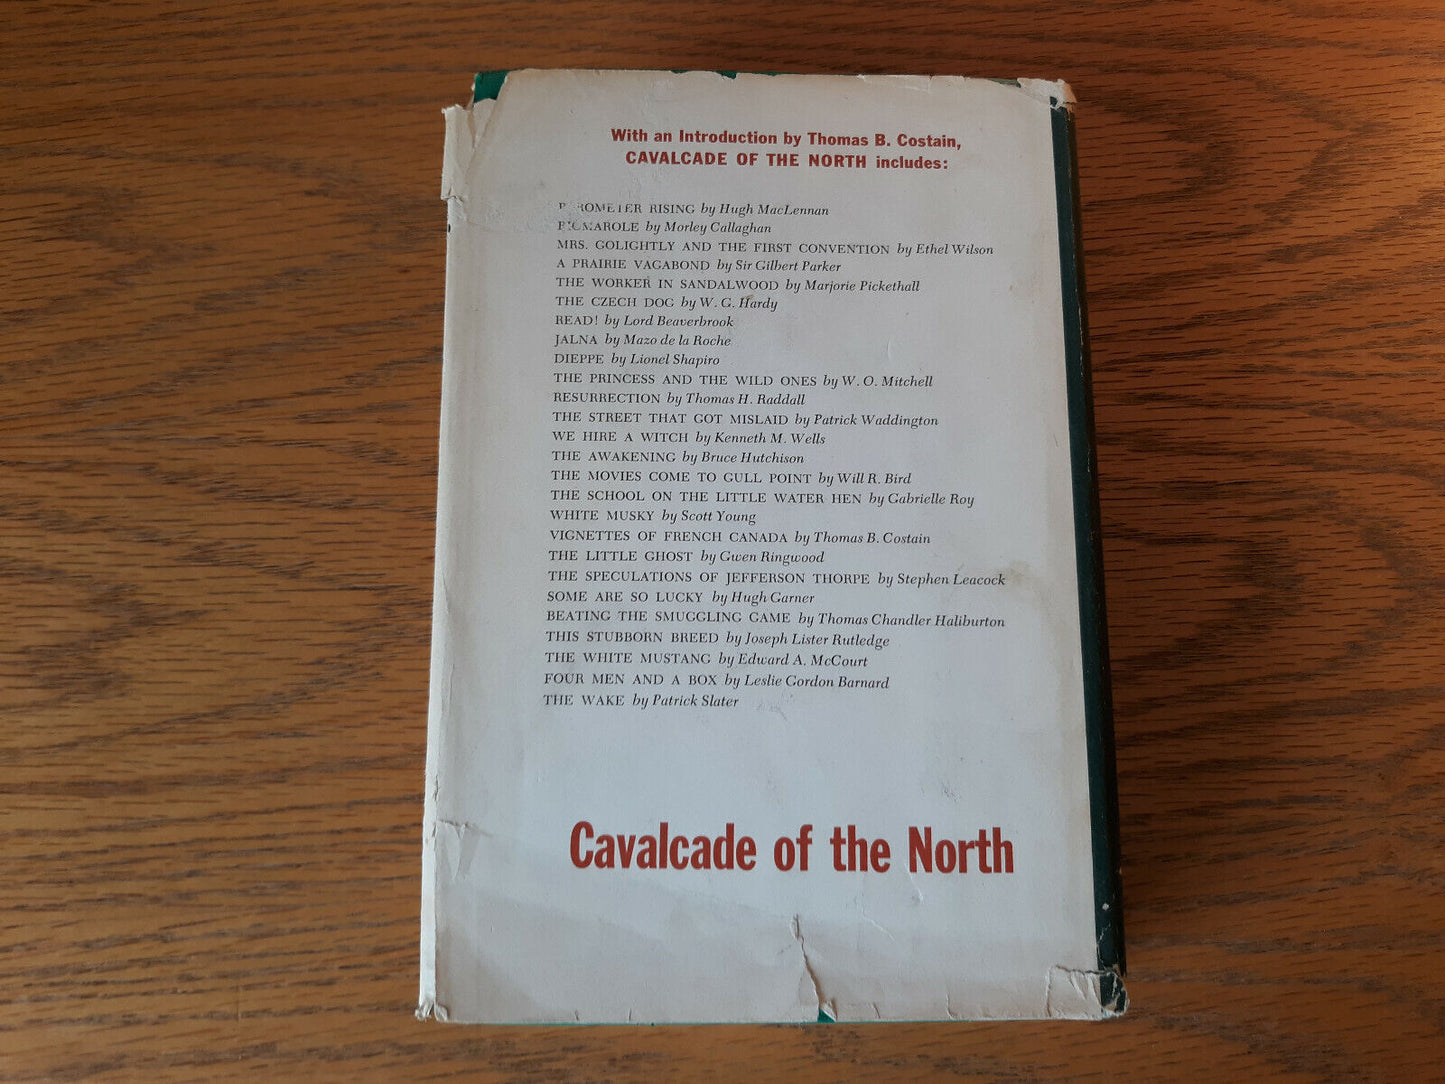 With an Introduction by Thomas B. Costain,
CAVALCADE OF THE NORTH includes:
BAROMETER RISING by Hugh MacLennan
RIGMAROLE by Morley Callaghan
MRS. GOLIGHTLY AND THE FIRST CONVENTION by Ethel Wilson
A PRAIRIE VAGABOND by Sir Gilbert Parker
THE WORKER IN SANDALWOOD by Marjorie Pickethall
THE CZECH DOG by W. G. Hardy
READ! by Lord Beaverbrook
JALNA by Mazo de la Roche
DIEPPE by Lionel Shapiro
THE PRINCESS AND THE WILD ONES by W. O. Mitchell
RESURRECTION by Thomas H. Raddall
THE STREET THAT GOT MISLAID by Patrick Waddington
WE HIRE A WITCH by Kenneth M. Wells
THE AWAKENING by Bruce Hutchison
THE MOVIES COME TO GULL POINT by Will R. Bird
THE SCHOOL ON THE LITTLE WATER HEN by Gabrielle Roy
WHITE MUSKY by Scott Young
VIGNETTES OF FRENCH CANADA by Thomas B. Costain
THE LITTLE GHOST by Gwen Ringwood
THE SPECULATIONS OF JEFFERSON THORPE by Stephen Leacock
SOME ARE SO LUCKY by Hugh Garner
BEATING THE SMUGGLING GAME by Thomas Chandler Haliburton
THIS STUBBORN BREED by Joseph Lister Rutledge
THE WHITE MUSTANG by Edward A. McCourt
FOUR MEN AND A BOX by Leslie Gordon Barnard
THE WAKE by Patrick Slater
Cavalcade of the North